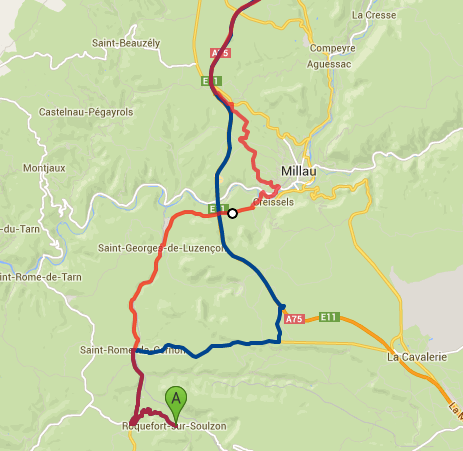 La Cresse
Saint-Beauzély
A75
Compeyre
Aguessac
E11
Castelnau-Pégayrols
Montjaux
Millau
Creissels
E11
-du-Tarn
Saint-Georges-de-Luzençon
-Saint-Rome-de-Tarn
A75
E11
Saint-Rome-de-Cernon
La Cavalerie
A
Roquefort-sur-Soulzon